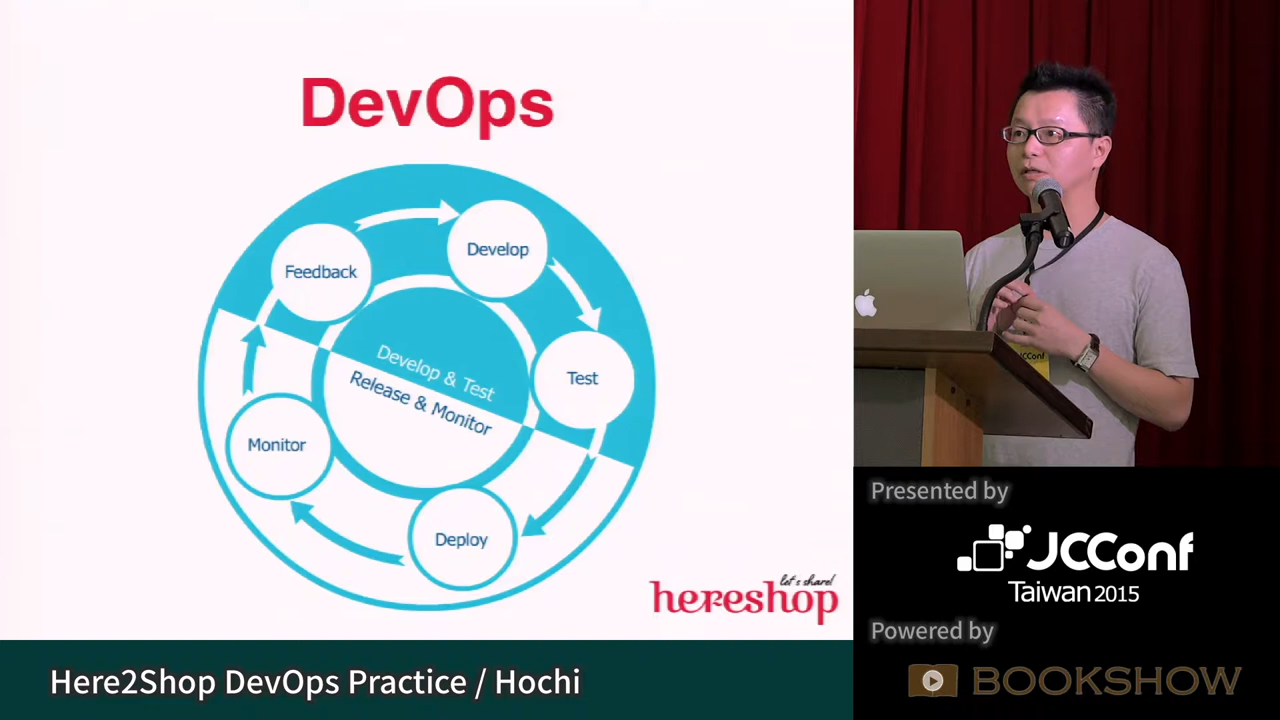 DevOps
Feedback
Develop
Test
Deploy
Monitor
Develop & Test
Release & Monitor
let's share!
hereshop
JCConf
Presented by
JCConf
Taiwan 2015
Powered by
BOOKSHOW
Here2Shop DevOps Practice / Hochi